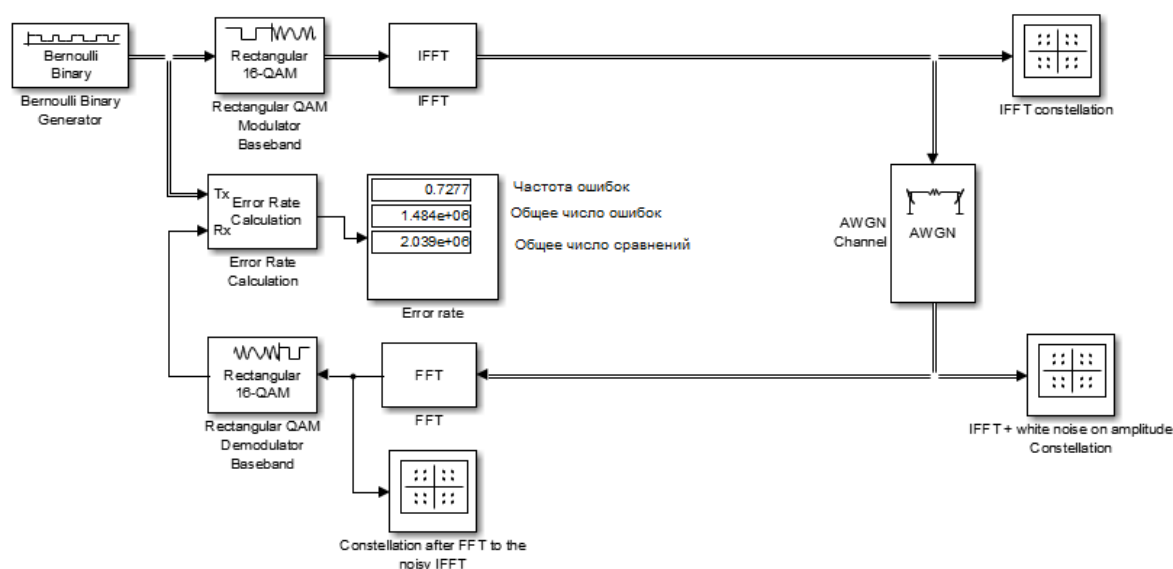 Bernoulli
Binary
Bernoulli Binary
Generator
Rectangular
16-QAM
Rectangular QAM
Modulator
Baseband
IFFT
IFFT
IFFT constellation
Tx
Rx
Error Rate
Calculation
Error Rate
Calculation
0.7277
1.484e+06
2.039e+06
Error rate
Частота ошибок
Общее число ошибок
Общее число сравнений
AWGN
Channel
AWGN
Rectangular
16-QAM
Rectangular QAM
Demodulator
Baseband
FFT
FFT
IFFT + white noise on amplitude
Constellation
Constellation after FFT to the
noisy IFFT